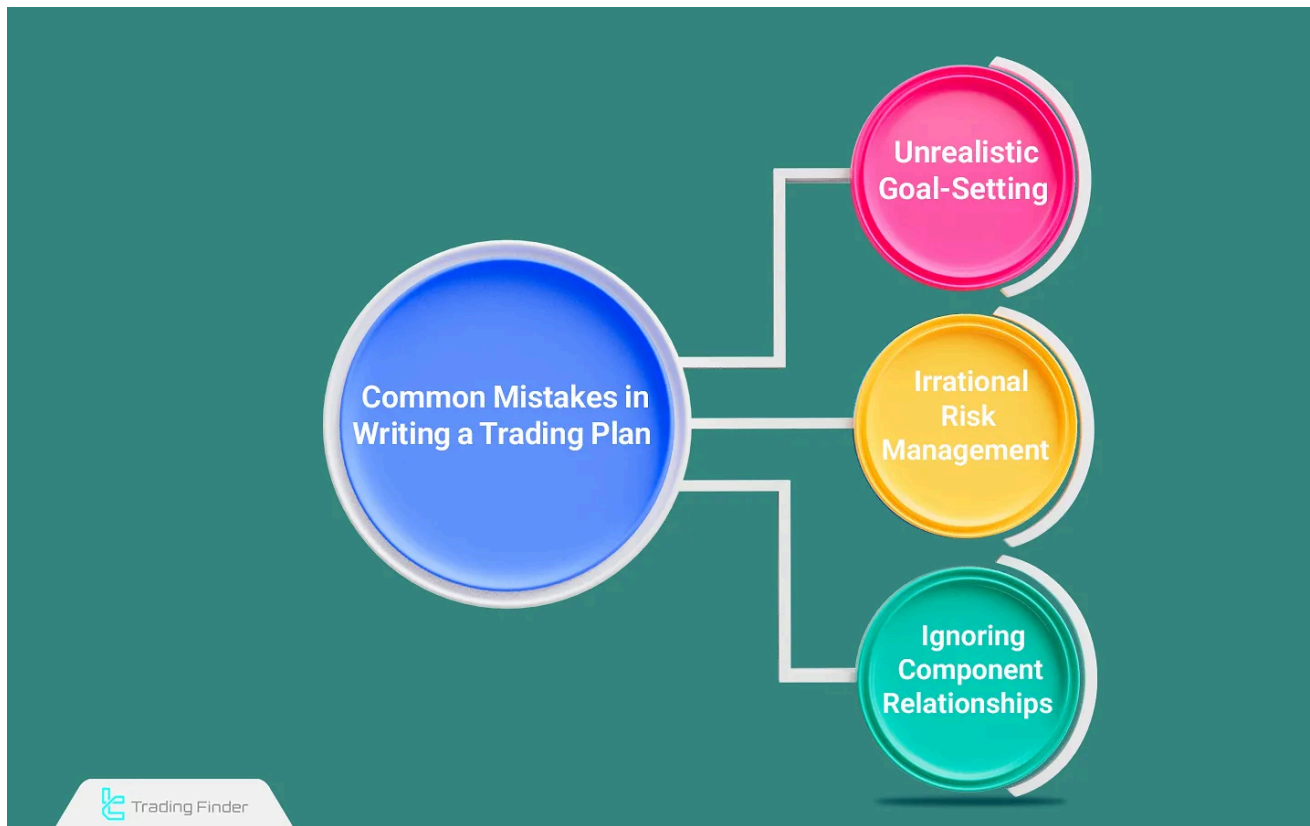 Common Mistakes in
Writing a Trading Plan
Unrealistic
Goal-Setting
Irrational
Risk
Management
Ignoring
Component
Relationships
Trading Finder